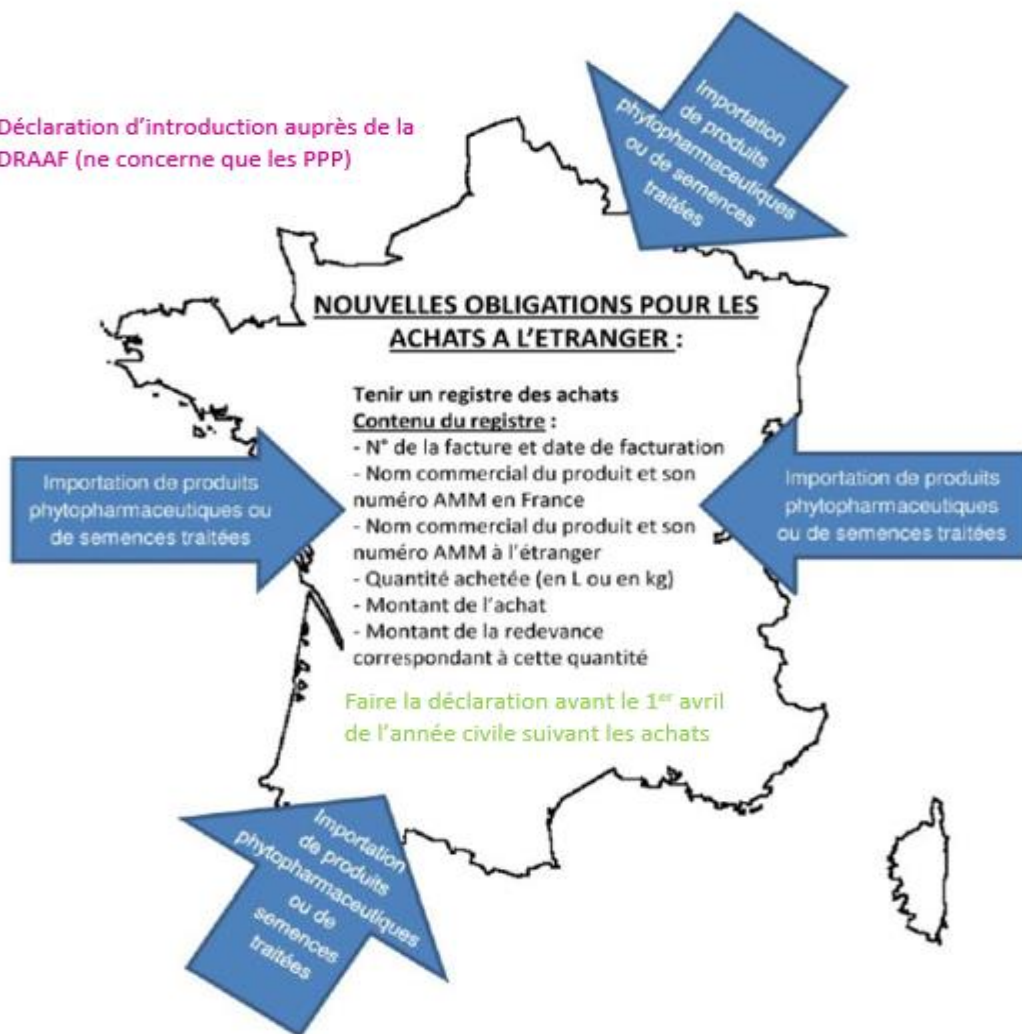 Déclaration d'introduction auprès de la
DRAAF (ne concerne que les PPP)
Importation
de produits
phytopharmaceutiques
ou de semences
traitées
NOUVELLES OBLIGATIONS POUR LES
ACHATS A L'ETRANGER :
Tenir un registre des achats
Contenu du registre :
- N° de la facture et date de facturation
- Nom commercial du produit et son
numéro AMM en France
- Nom commercial du produit et son
numéro AMM à l'étranger
- Quantité achetée (en L ou en kg)
- Montant de l'achat
- Montant de la redevance
correspondant à cette quantité
Importation de produits
phytopharmaceutiques ou
de semences traitées
Importation de produits
phytopharmaceutiques
ou de semences traitées
Faire la déclaration avant le 1er avril
de l'année civile suivant les achats
Importation
de produits
phytopharmaceutiques
ou de
semences
traitées